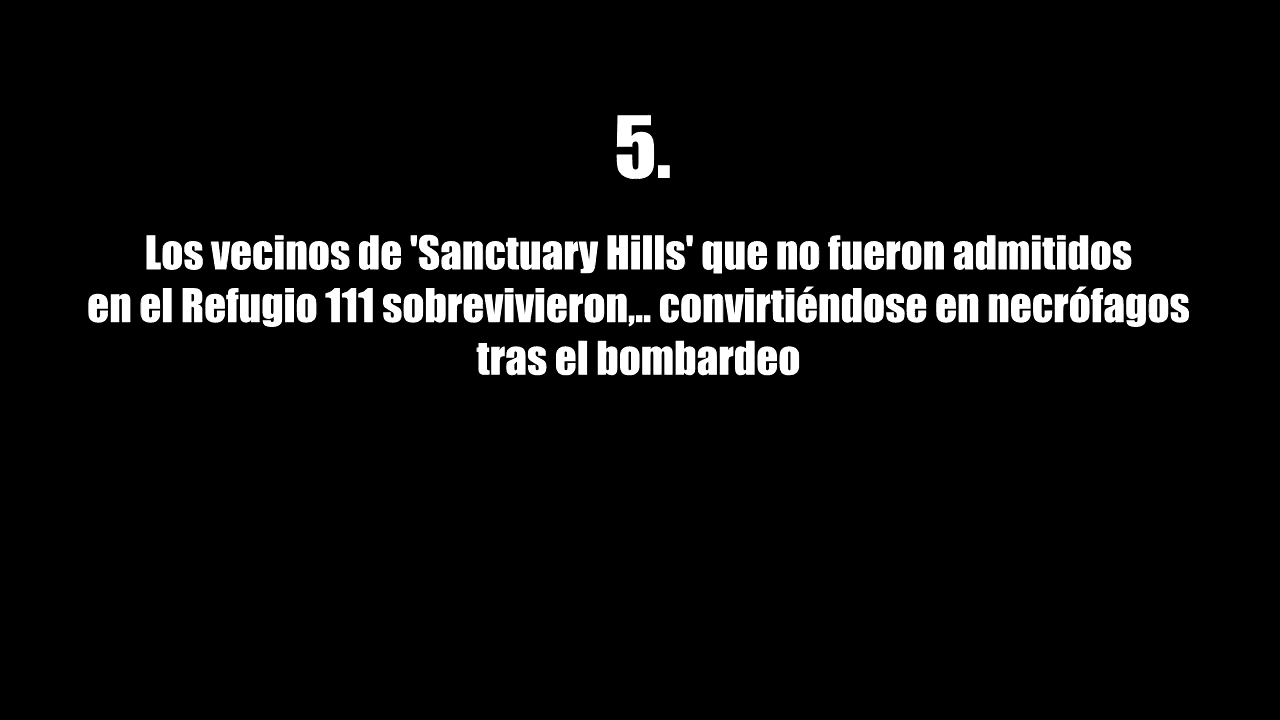 5.
Los vecinos de 'Sanctuary Hills' que no fueron admitidos
en el Refugio 111 sobrevivieron,.. convirtiéndose en necrófagos
tras el bombardeo